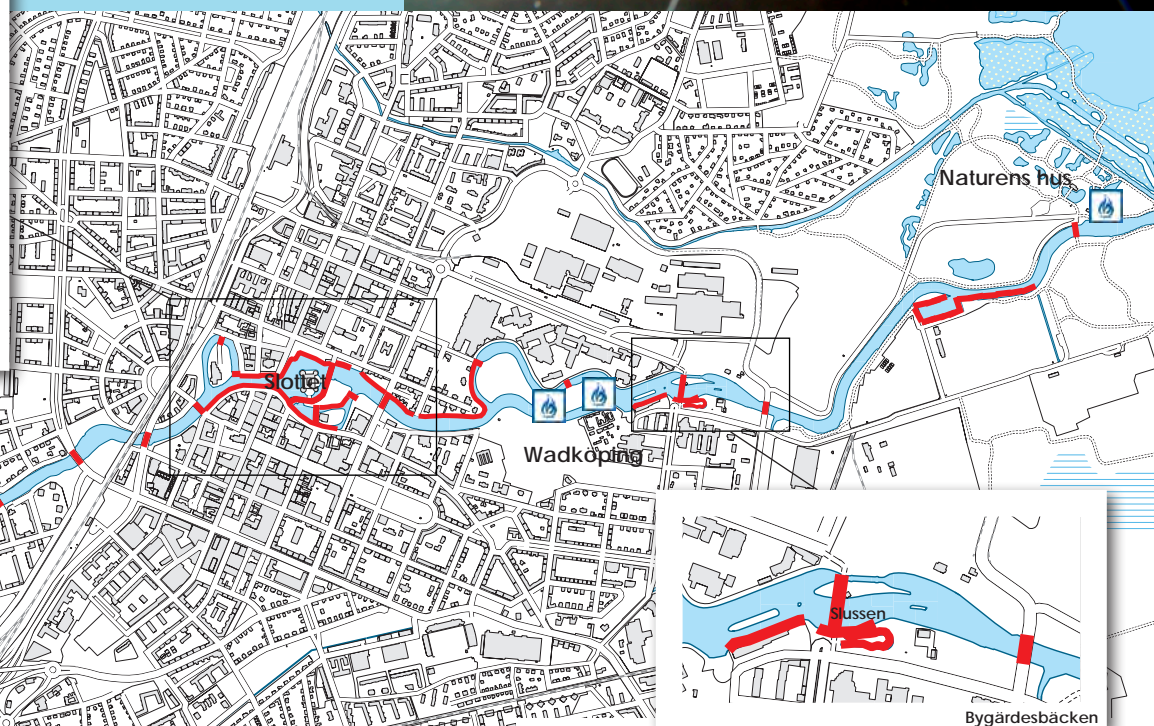 Naturens hus
Slottet
Wadköping
Slussen
Bygärdesbäcken